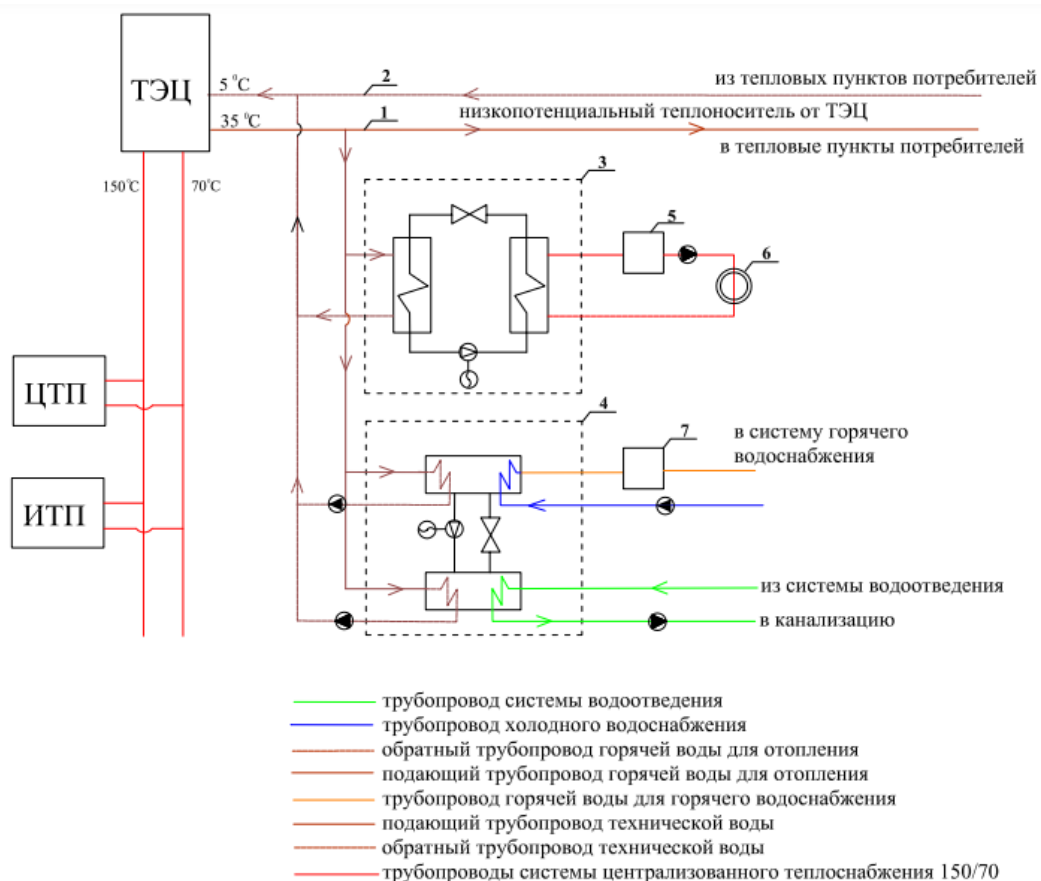 ТЭЦ
5 °C
2
из тепловых пунктов потребителей
35 °C
1
низкопотенциальный теплоноситель от ТЭЦ
в тепловые пункты потребителей
150°C
70°C
3
5
6
ЦТП
ИТП
4
7
в систему горячего
водоснабжения
из системы водоотведения
в канализацию
трубопровод системы водоотведения
трубопровод холодного водоснабжения
обратный трубопровод горячей воды для отопления
подающий трубопровод горячей воды для отопления
трубопровод горячей воды для горячего водоснабжения
подающий трубопровод технической воды
обратный трубопровод технической воды
трубопроводы системы централизованного теплоснабжения 150/70